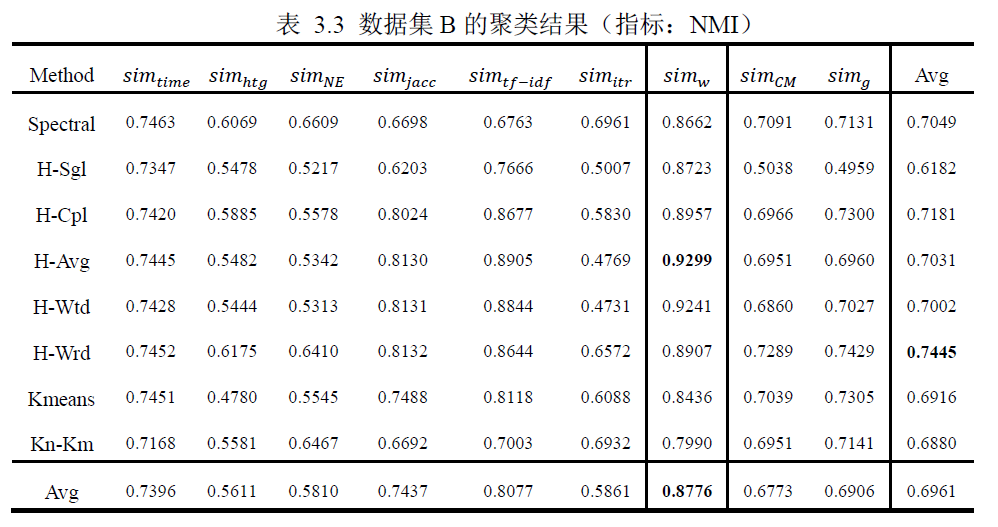 表 3.3 数据集 B 的聚类结果（指标：NMI）
Method sim_time sim_htg sim_NE sim_jacc sim_tf−idf sim_itr sim_w sim_CM sim_g Avg
Spectral 0.7463 0.6069 0.6609 0.6698 0.6763 0.6961 0.8662 0.7091 0.7131 0.7049
H-Sgl 0.7347 0.5478 0.5217 0.6203 0.7666 0.5007 0.8723 0.5038 0.4959 0.6182
H-Cpl 0.7420 0.5885 0.5578 0.8024 0.8677 0.5830 0.8957 0.6966 0.7300 0.7181
H-Avg 0.7445 0.5482 0.5342 0.8130 0.8905 0.4769 0.9299 0.6951 0.6960 0.7031
H-Wtd 0.7428 0.5444 0.5313 0.8131 0.8844 0.4731 0.9241 0.6860 0.7027 0.7002
H-Wrd 0.7452 0.6175 0.6410 0.8132 0.8644 0.6572 0.8907 0.7289 0.7429 0.7445
Kmeans 0.7451 0.4780 0.5545 0.7488 0.8118 0.6088 0.8436 0.7039 0.7305 0.6916
Kn-Km 0.7168 0.5581 0.6467 0.6692 0.7003 0.6932 0.7990 0.6951 0.7141 0.6880
Avg 0.7396 0.5611 0.5810 0.7437 0.8077 0.5861 0.8776 0.6773 0.6906 0.6961